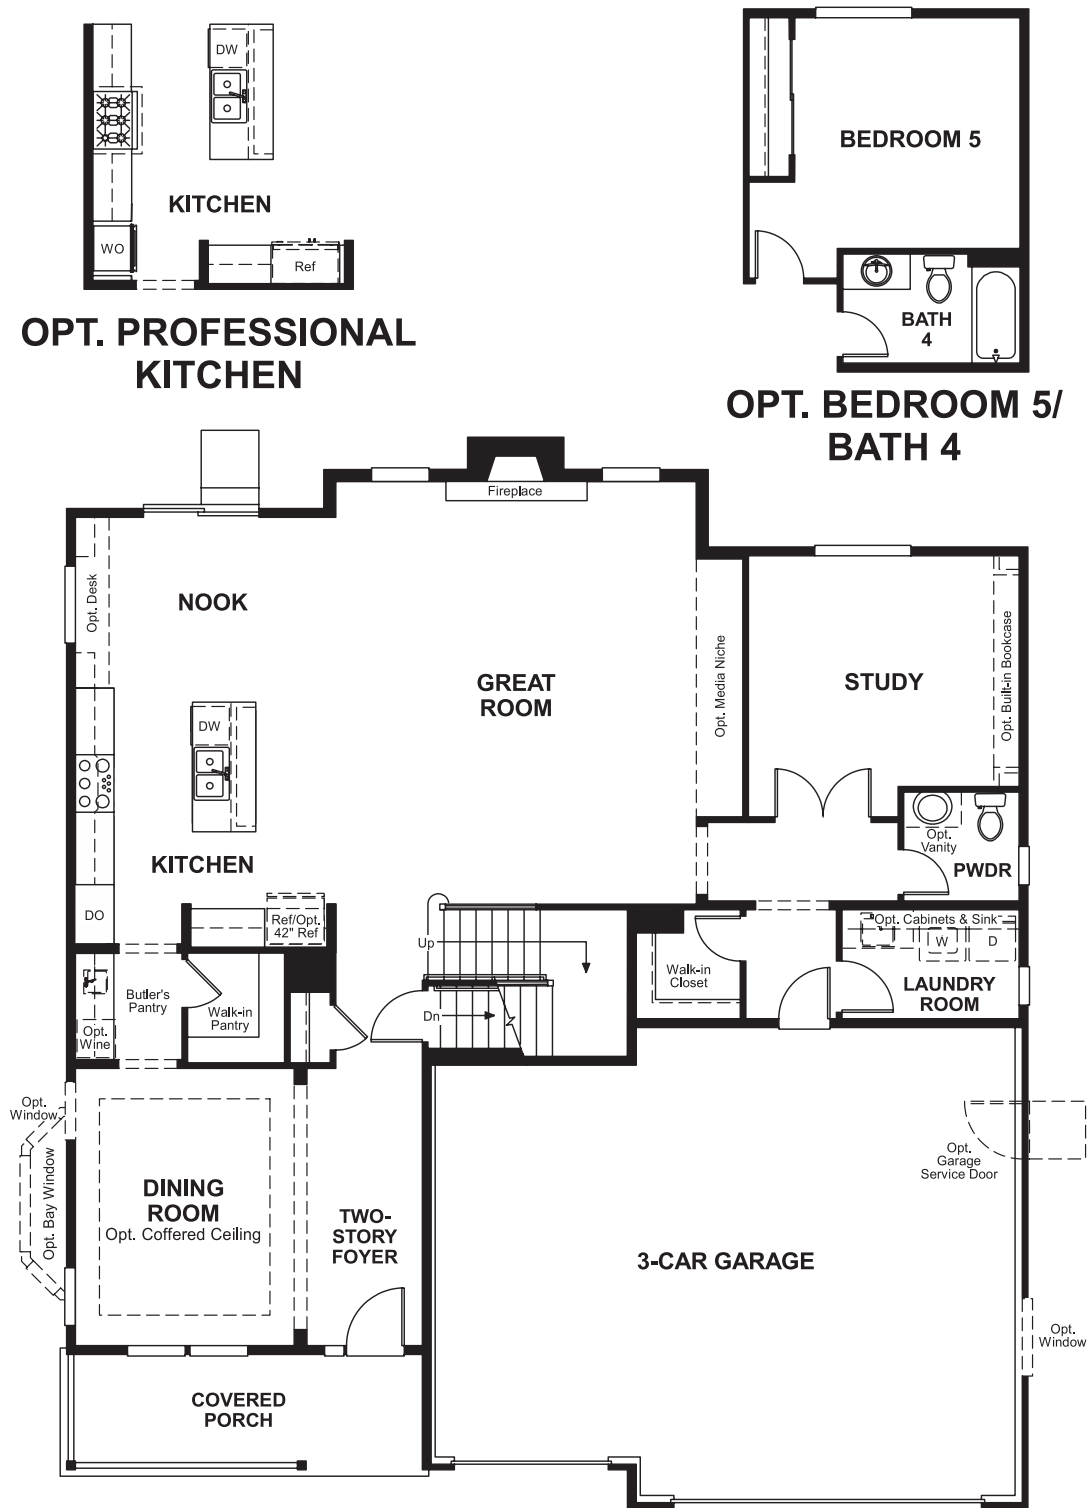 DW
KITCHEN
WO
Ref
OPT. PROFESSIONAL
KITCHEN
BEDROOM 5
BATH
4
OPT. BEDROOM 5/
BATH 4
Fireplace
Opt. Desk
NOOK
GREAT
ROOM
Opt. Media Niche
STUDY
Opt. Built-in Bookcase
DW
KITCHEN
DO
Ref/Opt.
42" Ref
Opt.
Vanity
PWDR
Up
Dn
Walk-in
Closet
Opt. Cabinets & Sink
W
D
LAUNDRY
ROOM
Butler's
Pantry
Walk-in
Pantry
Opt.
Wine
Opt.
Window
Opt. Bay Window
DINING
ROOM
Opt. Coffered Ceiling
TWO-
STORY
FOYER
Opt.
Garage
Service Door
3-CAR GARAGE
Opt.
Window
COVERED
PORCH